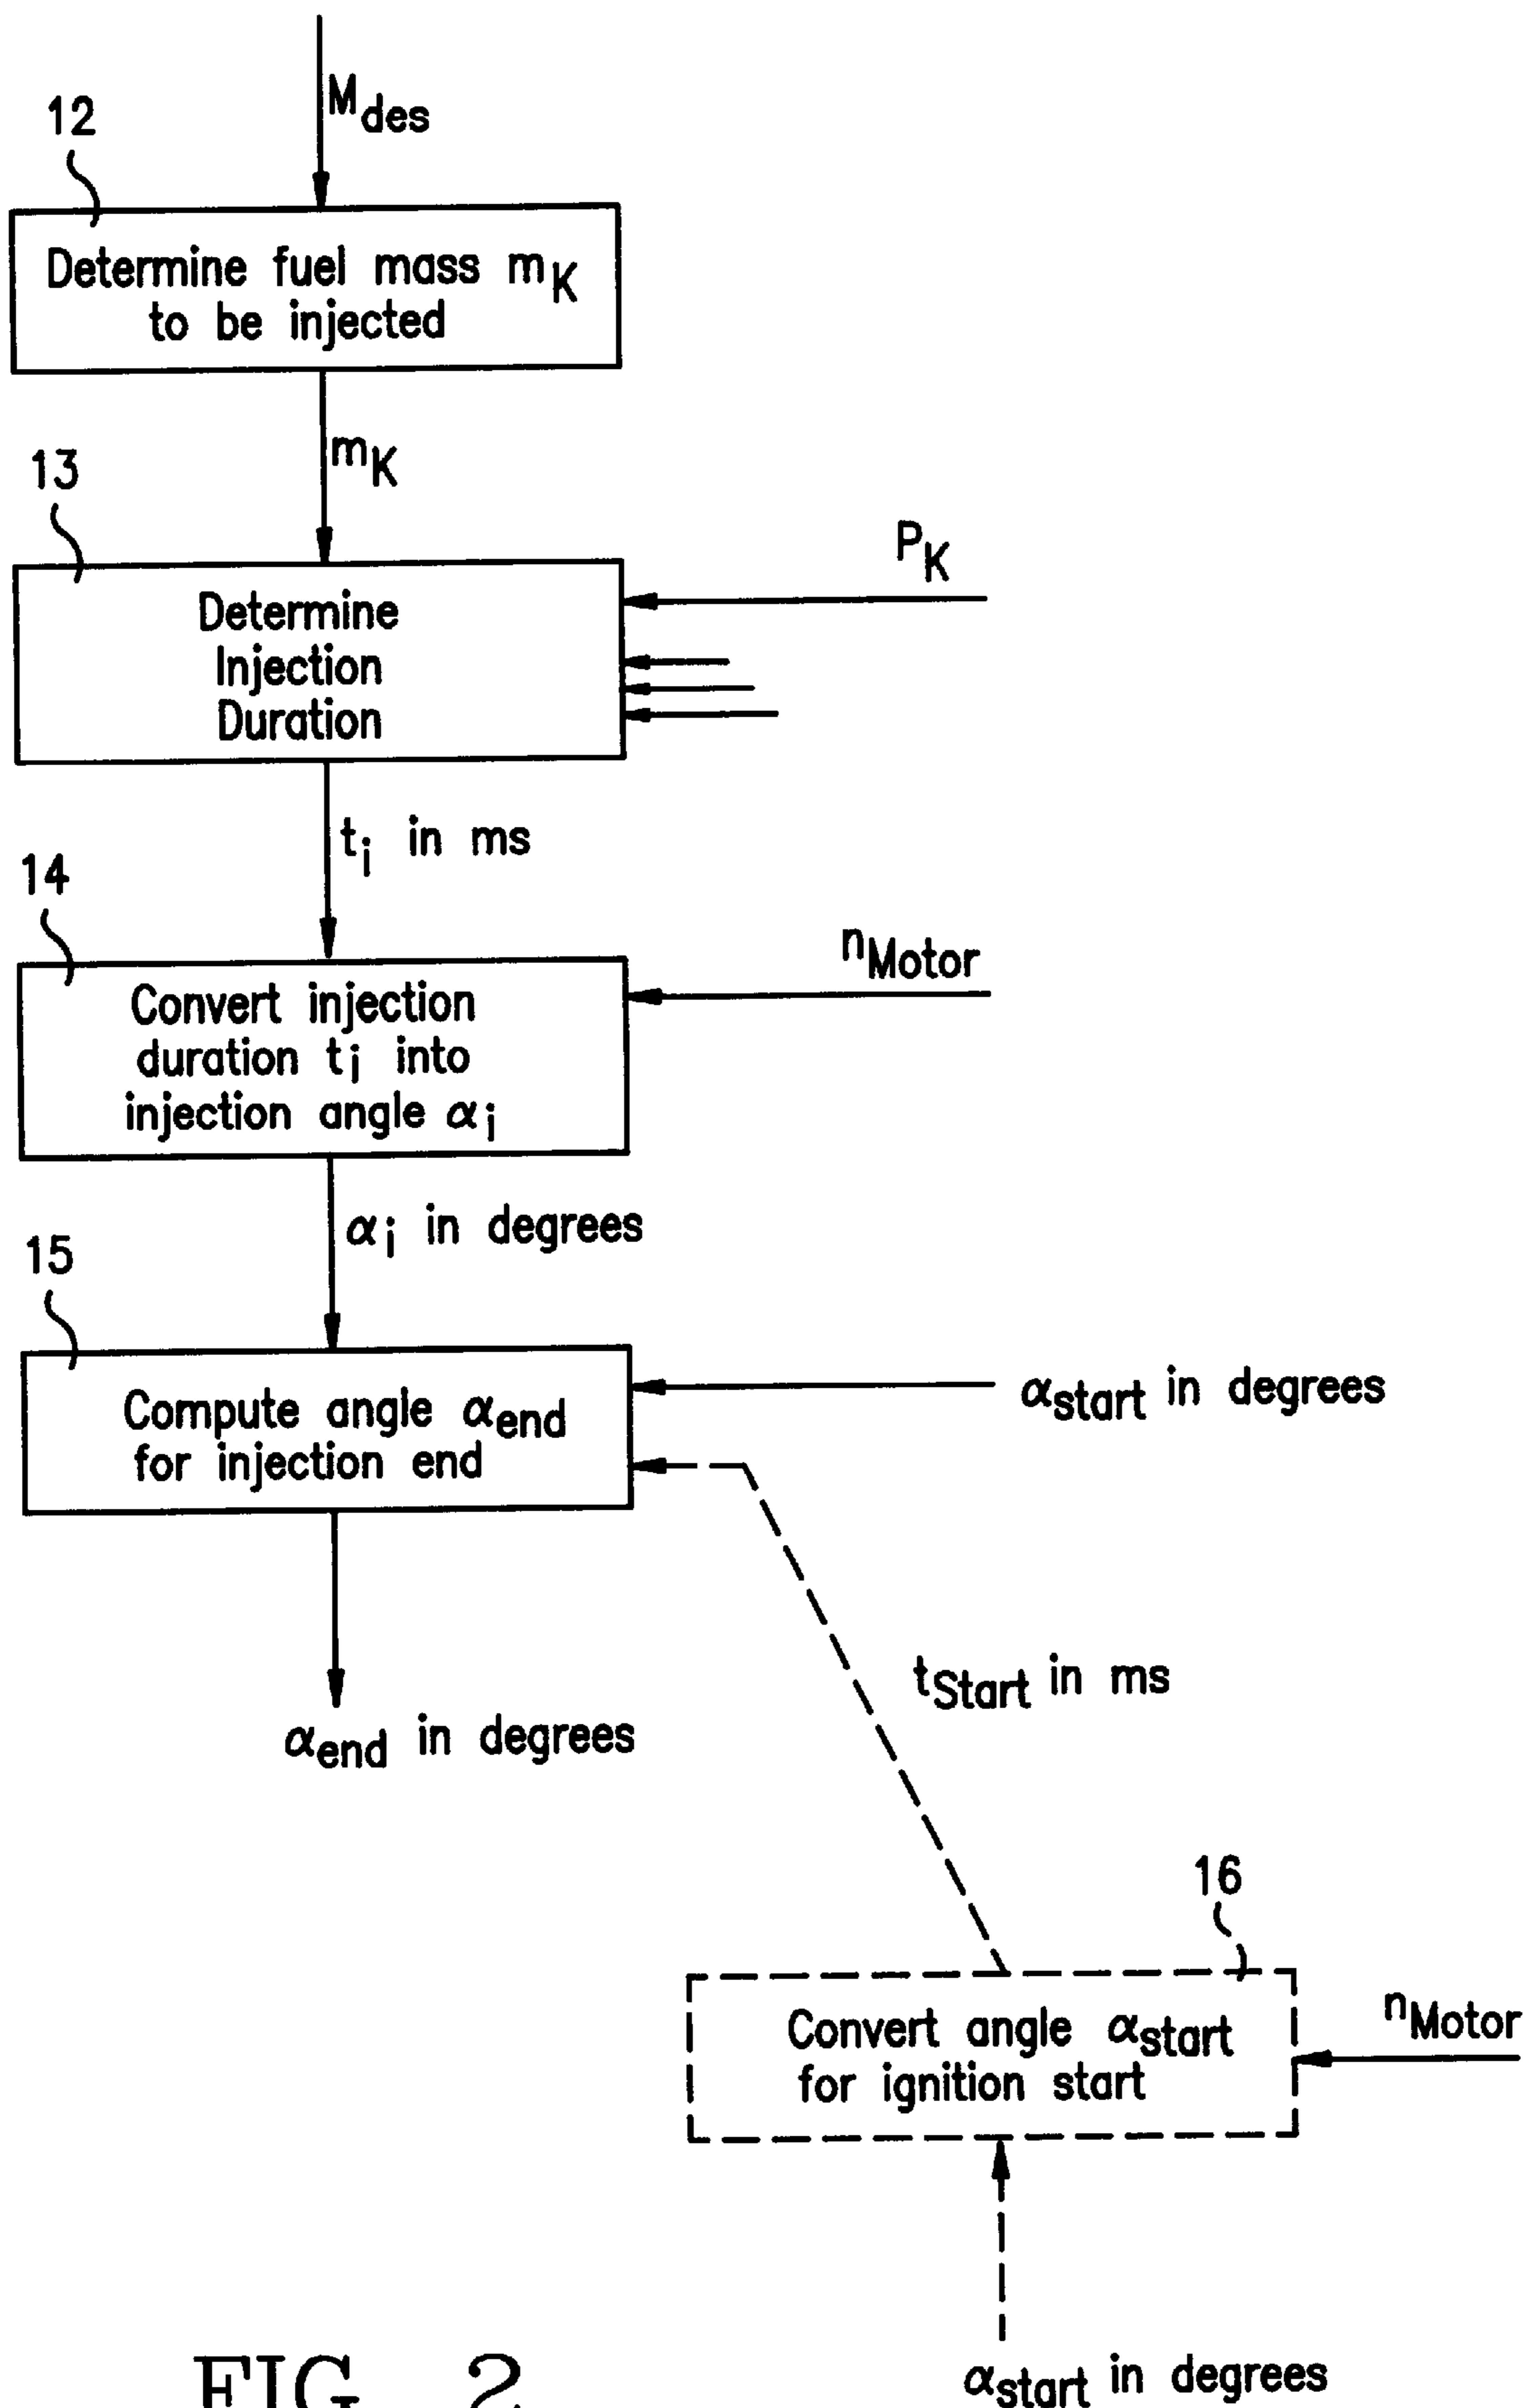 M_des
12
Determine fuel mass m_K
to be injected
m_K
13
P_K
Determine
Injection
Duration
t_i in ms
14
n_Motor
Convert injection
duration t_i into
injection angle α_i
α_i in degrees
15
α_start in degrees
Compute angle α_end
for injection end
t_Start in ms
α_end in degrees
16
n_Motor
Convert angle α_start
for ignition start
α_start in degrees
FIG. 2